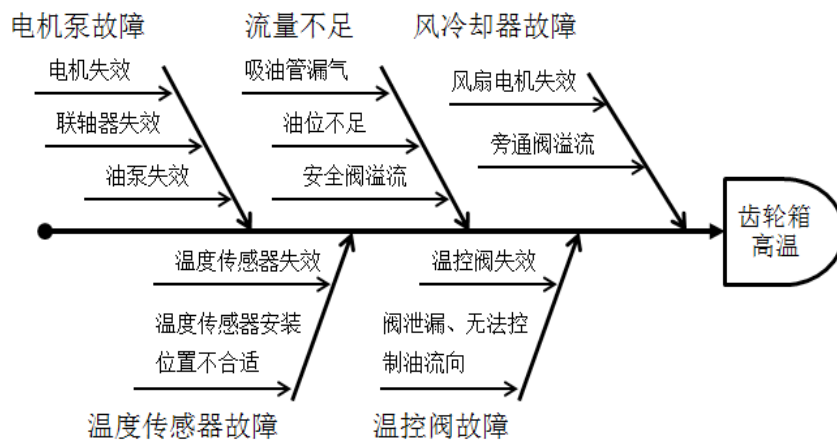 电机泵故障
流量不足
风冷却器故障
电机失效
联轴器失效
油泵失效
吸油管漏气
油位不足
安全阀溢流
风扇电机失效
旁通阀溢流
齿轮箱
高温
温度传感器失效
温度传感器安装
位置不合适
温控阀失效
阀泄漏、无法控
制油流向
温度传感器故障
温控阀故障